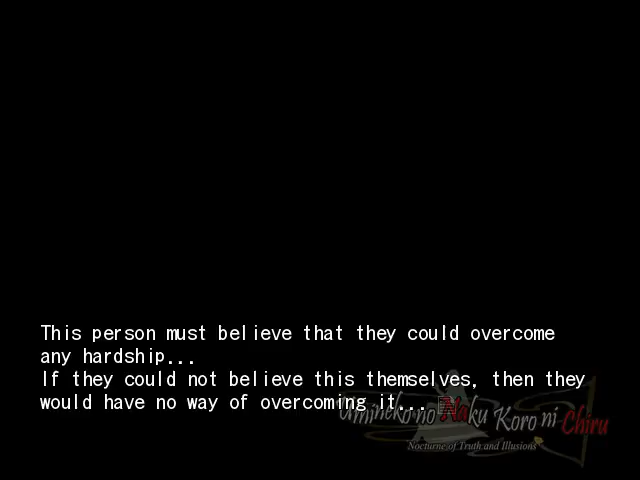 This person must believe that they could overcome
any hardship...
If they could not believe this themselves, then they
would have no way of overcoming it...
Umineko no Naku Koro ni Chiru
Nocturne of Truth and Illusions